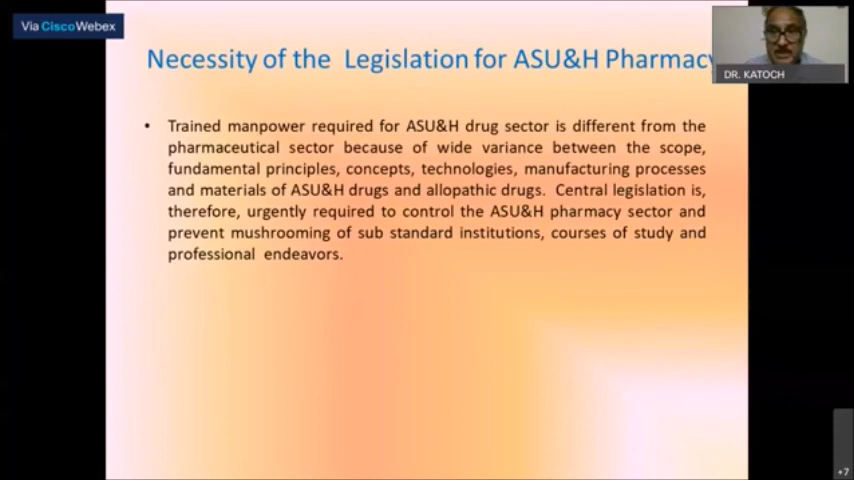 Via Cisco Webex
Necessity of the Legislation for ASU&H Pharmacy
DR. KATOCH
• Trained manpower required for ASU&H drug sector is different from the
pharmaceutical sector because of wide variance between the scope,
fundamental principles, concepts, technologies, manufacturing processes
and materials of ASU&H drugs and allopathic drugs. Central legislation is,
therefore, urgently required to control the ASU&H pharmacy sector and
prevent mushrooming of sub standard institutions, courses of study and
professional endeavors.
+7